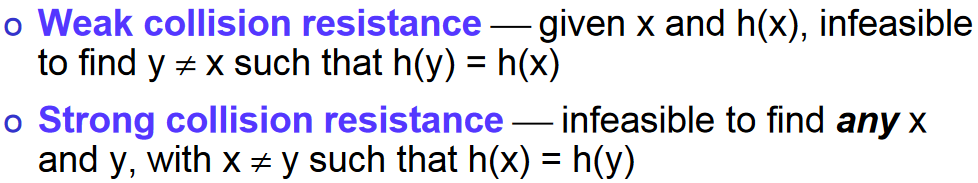 o Weak collision resistance — given x and h(x), infeasible
to find y ≠ x such that h(y) = h(x)
o Strong collision resistance — infeasible to find any x
and y, with x ≠ y such that h(x) = h(y)